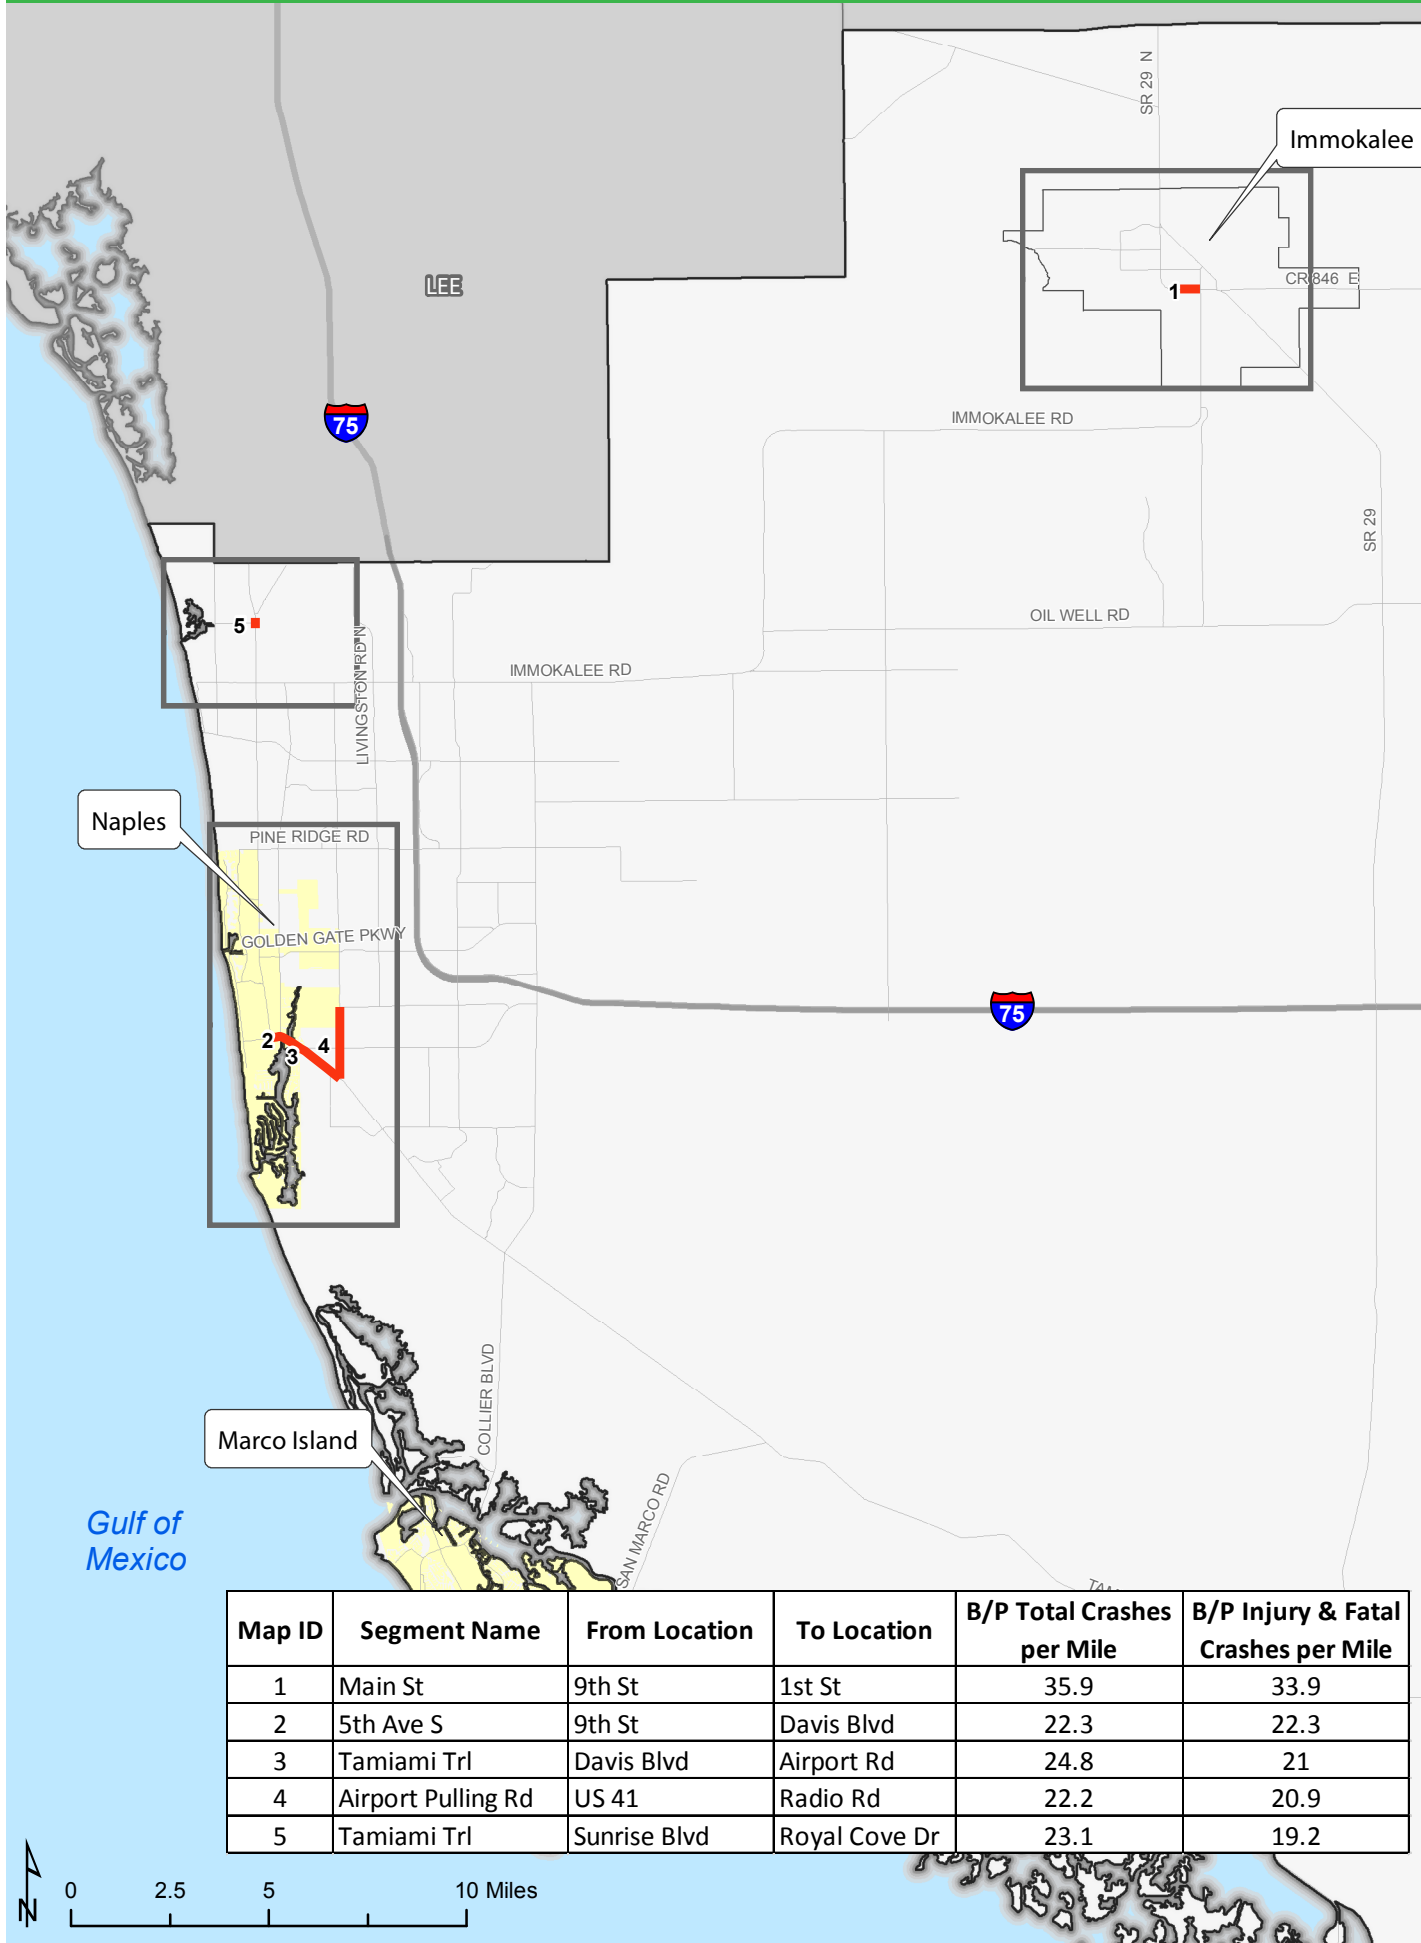 SR 29 N
Immokalee
LEE
CR 846 E
1
75
IMMOKALEE RD
SR 29
OIL WELL RD
5
LIVINGSTON RD N
IMMOKALEE RD
Naples
PINE RIDGE RD
GOLDEN GATE PKWY
75
2
3
4
COLLIER BLVD
Marco Island
SAN MARCO RD
Gulf of
Mexico
Map ID Segment Name From Location To Location B/P Total Crashes per Mile B/P Injury & Fatal Crashes per Mile
1 Main St 9th St 1st St 35.9 33.9
2 5th Ave S 9th St Davis Blvd 22.3 22.3
3 Tamiami Trl Davis Blvd Airport Rd 24.8 21
4 Airport Pulling Rd US 41 Radio Rd 22.2 20.9
5 Tamiami Trl Sunrise Blvd Royal Cove Dr 23.1 19.2
N
0 2.5 5 10 Miles